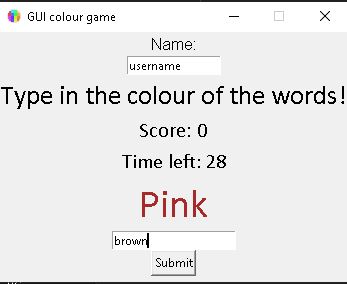 GUI colour game
Name:
username
Type in the colour of the words!
Score: 0
Time left: 28
Pink
brown
Submit